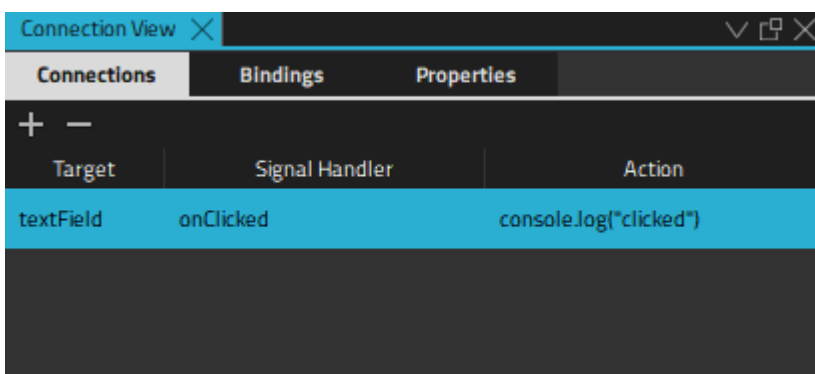 Connection View
Connections Bindings Properties
Target Signal Handler Action
textField onClicked console.log("clicked")